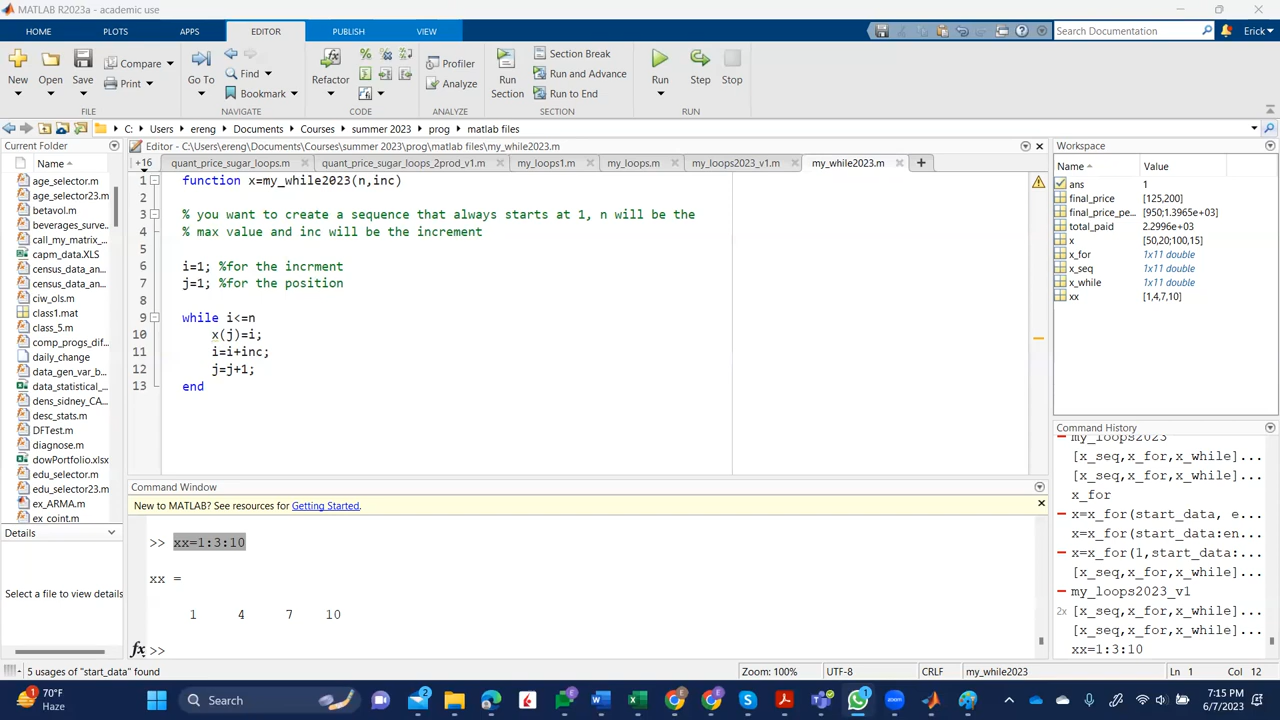 MATLAB R2023a - academic use
HOME PLOTS APPS EDITOR PUBLISH VIEW Search Documentation Erick
New Open Save Compare Print Go To Find Bookmark Refactor Profiler Analyze Run Section Section Break Run and Advance Run to End Run Step Stop
FILE NAVIGATE CODE ANALYZE SECTION RUN
C: Users ereng Documents Courses summer 2023 prog matlab files
Current Folder
Name
age_selector.m
age_selector23.m
betavol.m
beverages_surve...
call_my_matrix_...
capm_data.XLS
census_data_an...
census_data_an...
ciw_ols.m
class1.mat
class_5.m
comp_progs_dif...
daily_change
data_gen_var_b...
data_statistical_...
dens_sidney_CA...
desc_stats.m
DFTest.m
diagnose.m
dowPortfolio.xlsx
edu_selector.m
edu_selector23.m
ex_ARMA.m
ex_coint.m
Details
Select a file to view details
Editor - C:\Users\ereng\Documents\Courses\summer 2023\prog\matlab files\my_while2023.m
+16 quant_price_sugar_loops.m quant_price_sugar_loops_2prod_v1.m my_loops1.m my_loops.m my_loops2023_v1.m my_while2023.m
1 function x=my_while2023(n,inc)
2
3 % you want to create a sequence that always starts at 1, n will be the
4 % max value and inc will be the increment
5
6 i=1; %for the incrment
7 j=1; %for the position
8
9 while i<=n
10 x(j)=i;
11 i=i+inc;
12 j=j+1;
13 end
Command Window
New to MATLAB? See resources for Getting Started.
>> xx=1:3:10
xx =
1 4 7 10
fx >>
Workspace
Name Value
ans 1
final_price [125,200]
final_price_pe... [950;1.3965e+03]
total_paid 2.2996e+03
x [50,20;100,15]
x_for 1x11 double
x_seq 1x11 double
x_while 1x11 double
xx [1,4,7,10]
Command History
my_loops2023
[x_seq,x_for,x_while]...
[x_seq,x_for,x_while]...
x_for
x=x_for(start_data, e...
x=x_for(start_data:en...
x=x_for(1,start_data:...
[x_seq,x_for,x_while]...
my_loops2023_v1
2x [x_seq,x_for,x_while]...
[x_seq,x_for,x_while]...
xx=1:3:10
5 usages of "start_data" found Zoom: 100% UTF-8 CRLF my_while2023 Ln 1 Col 12
1 70°F
Haze
Search
2
7:15 PM
6/7/2023